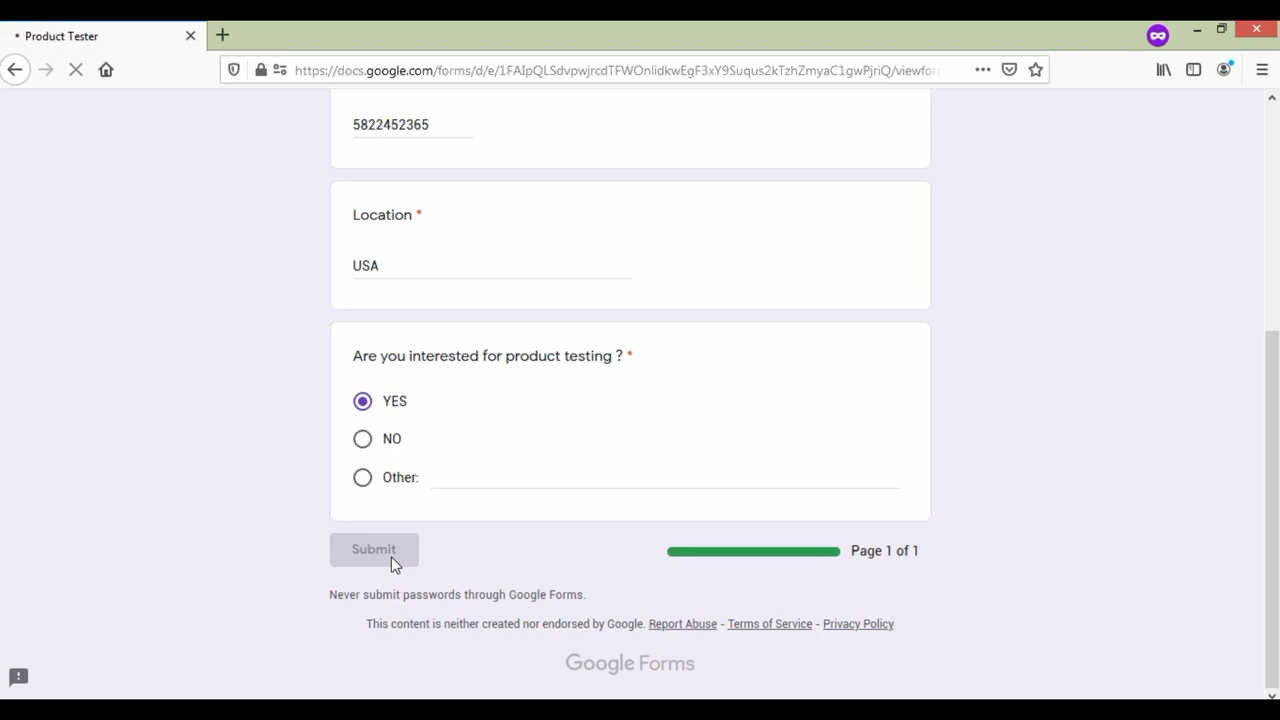 Product Tester
https://docs.google.com/forms/d/e/1FAIpQLSdvpwjrcdTFWOnlidkwEgF3xY9Suqus2kTzhZmyaC1gwPjriQ/viewfor
5822452365
Location *
USA
Are you interested for product testing ? *
YES
NO
Other:
Submit
Page 1 of 1
Never submit passwords through Google Forms.
This content is neither created nor endorsed by Google. Report Abuse - Terms of Service - Privacy Policy
Google Forms